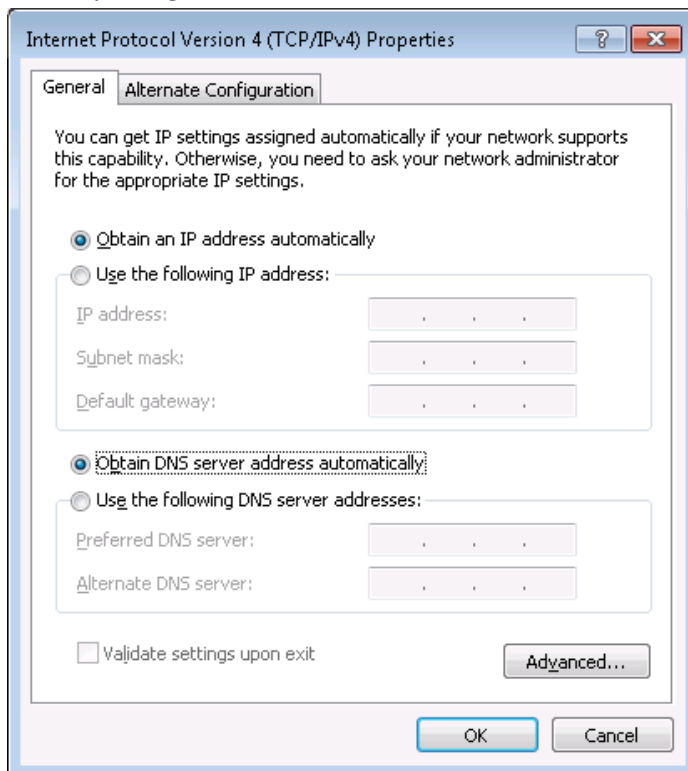 Internet Protocol Version 4 (TCP/IPv4) Properties
General
Alternate Configuration
You can get IP settings assigned automatically if your network supports
this capability. Otherwise, you need to ask your network administrator
for the appropriate IP settings.
Obtain an IP address automatically
Use the following IP address:
IP address:
Subnet mask:
Default gateway:
Obtain DNS server address automatically
Use the following DNS server addresses:
Preferred DNS server:
Alternate DNS server:
Validate settings upon exit
Advanced...
OK
Cancel